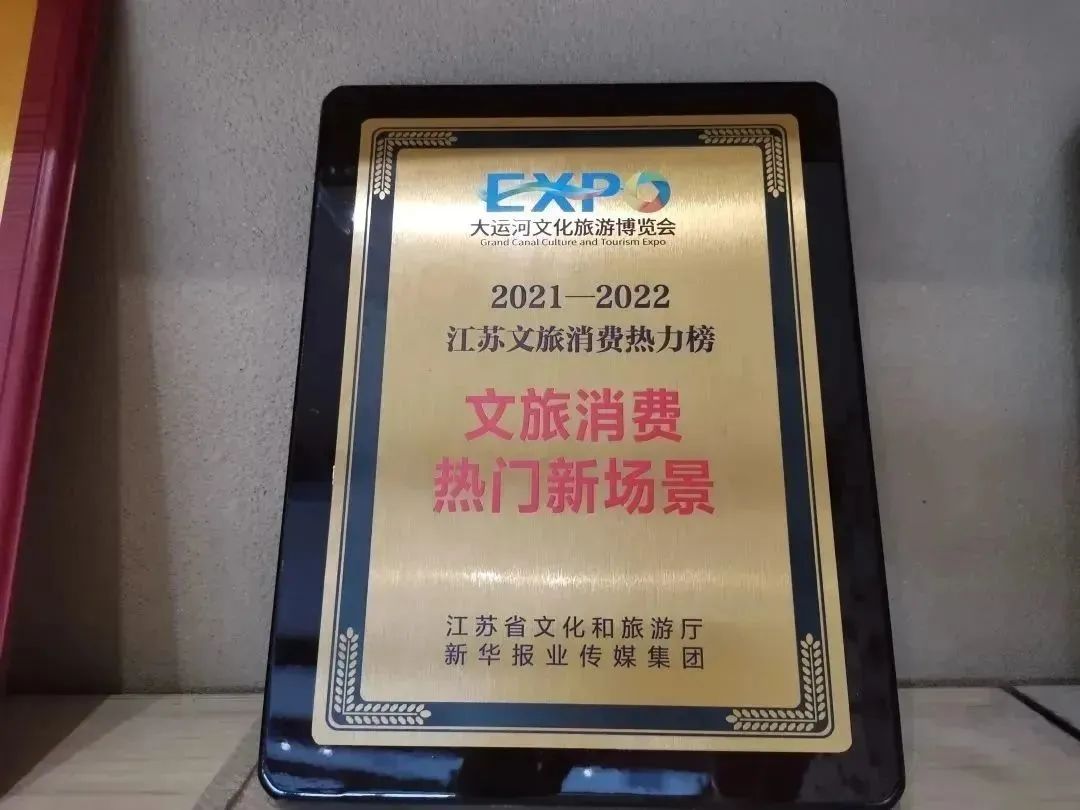 EXPO
大运河文化旅游博览会
Grand Canal Culture and Tourism Expo
2021—2022
江苏文旅消费热力榜
文旅消费
热门新场景
江苏省文化和旅游厅
新华报业传媒集团